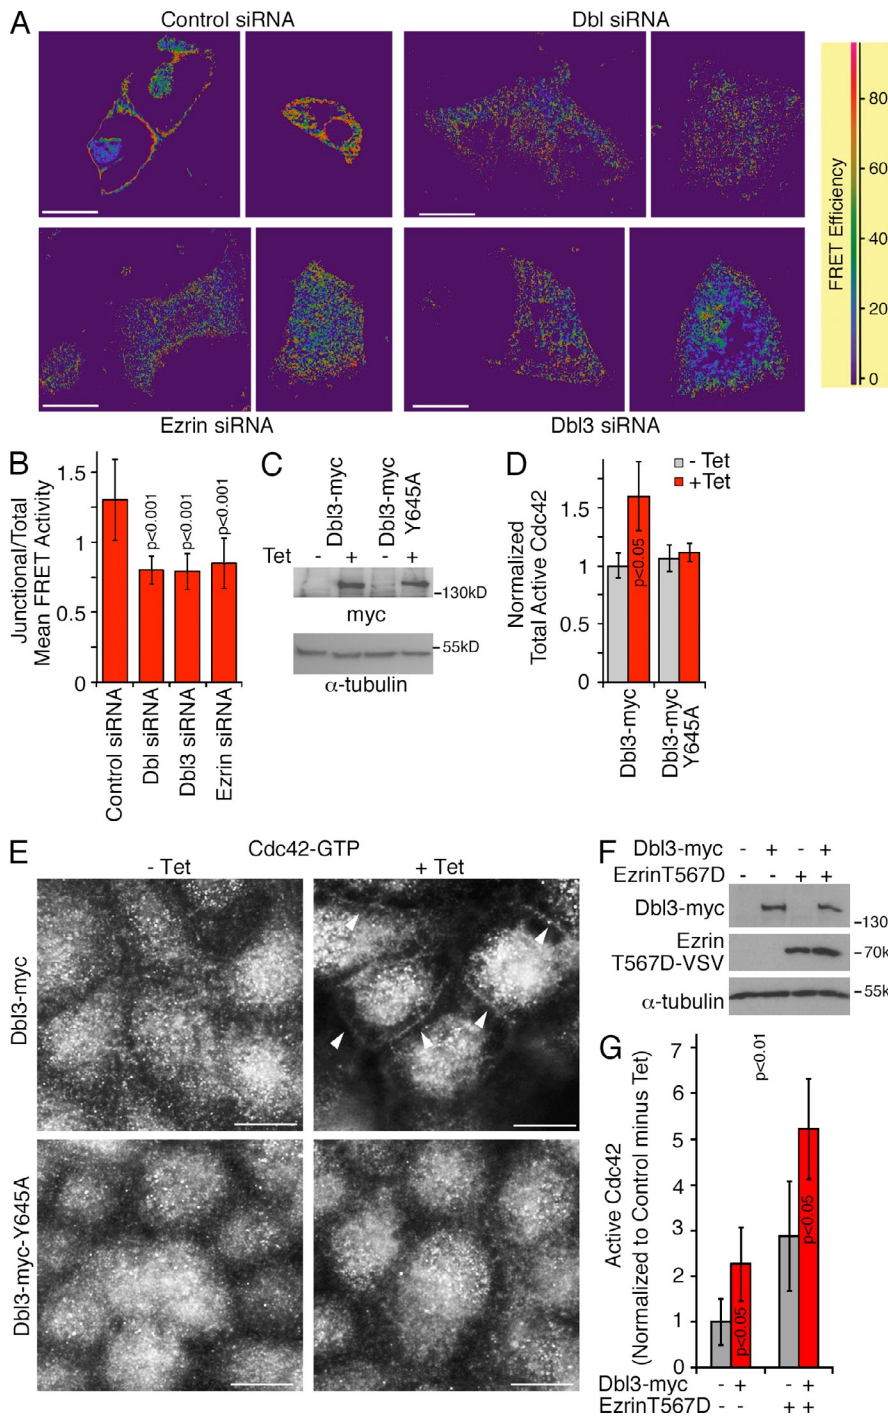 A
Control siRNA
Dbl siRNA
Ezrin siRNA
Dbl3 siRNA
FRET Efficiency
80
60
40
20
0
B
Junctional/Total
Mean FRET Activity
1.5
1
0.5
0
p<0.001
p<0.001
p<0.001
Control siRNA
Dbl siRNA
Dbl3 siRNA
Ezrin siRNA
C
Dbl3-myc
Dbl3-myc
Y645A
Tet - + - +
-130kD
myc
-55kD
α-tubulin
D
- Tet
+Tet
Normalized
Total Active Cdc42
1.5
1
0.5
0
p<0.05
Dbl3-myc
Dbl3-myc
Y645A
E
Cdc42-GTP
- Tet
+ Tet
Dbl3-myc
Dbl3-myc-Y645A
F
Dbl3-myc - + - +
EzrinT567D - - + +
Dbl3-myc
-130
Ezrin
T567D-VSV
-70k
α-tubulin
-55k
G
Active Cdc42
(Normalized to Control minus Tet)
7
6
5
4
3
2
1
0
p<0.01
p<0.05
p<0.05
Dbl3-myc - + - +
EzrinT567D - - + +